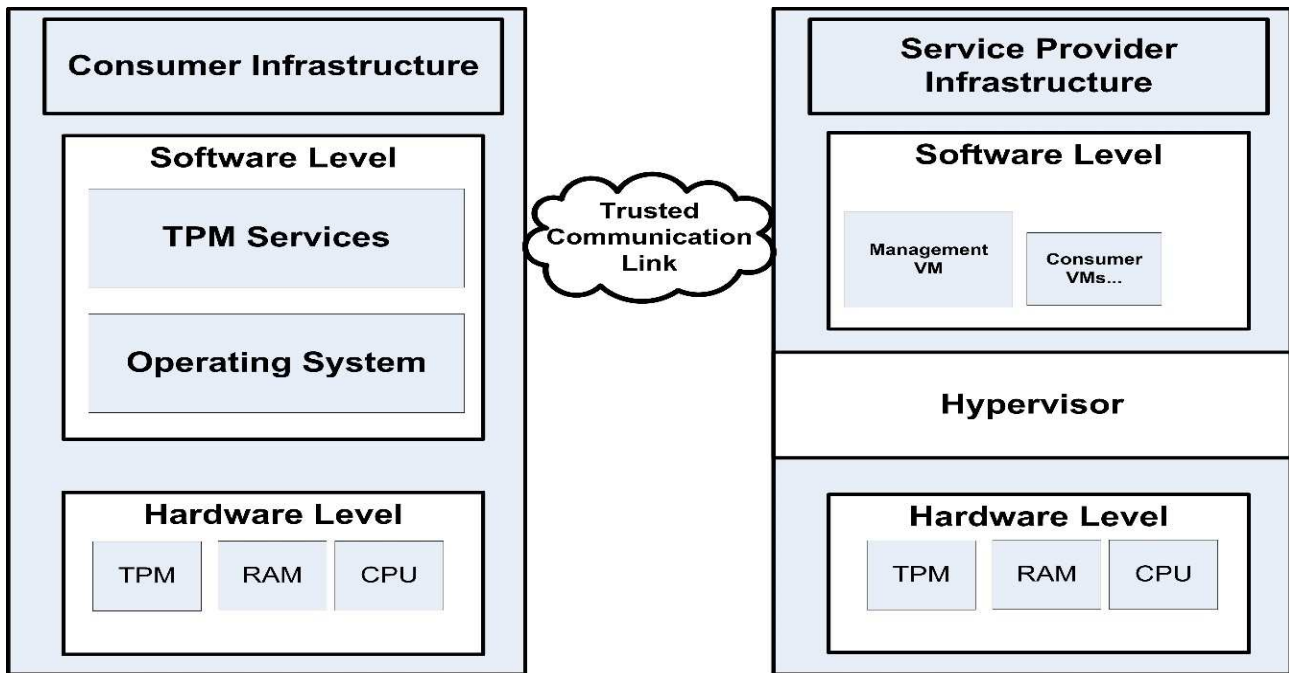 Consumer Infrastructure
Software Level
TPM Services
Operating System
Hardware Level
TPM
RAM
CPU
Trusted
Communication
Link
Service Provider
Infrastructure
Software Level
Management
VM
Consumer
VMs...
Hypervisor
Hardware Level
TPM
RAM
CPU